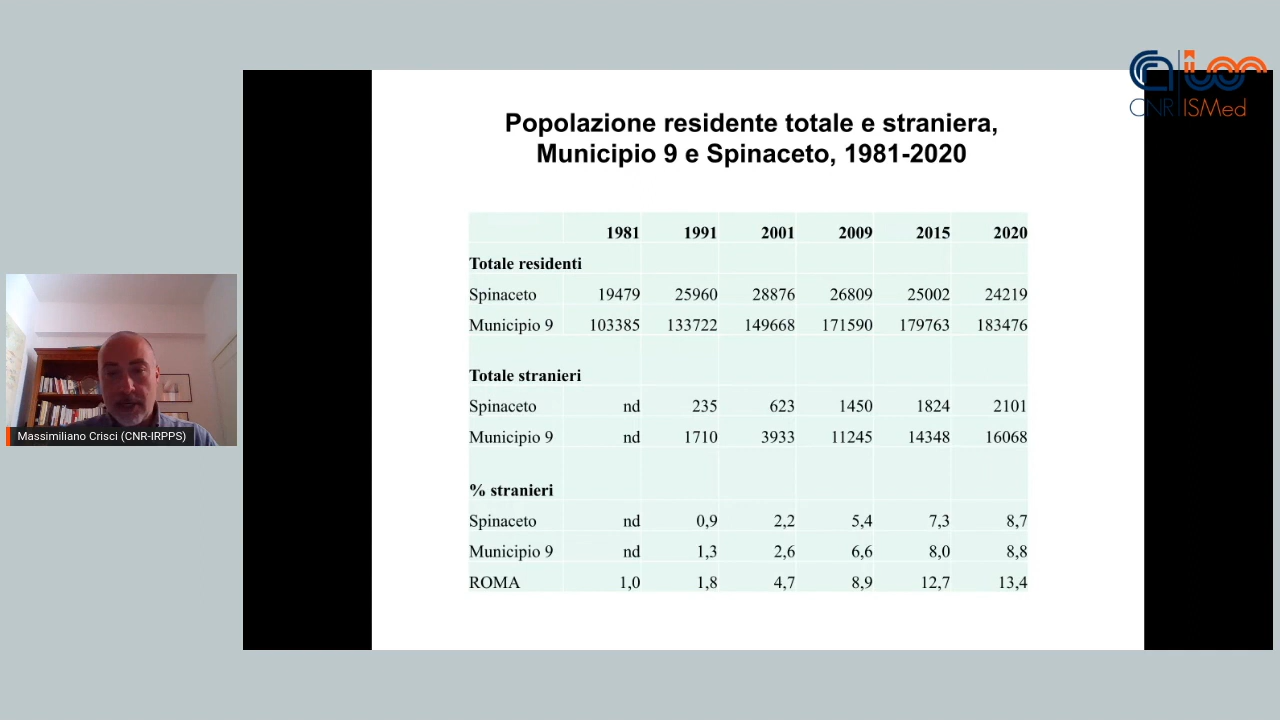 CNR ISMed
Popolazione residente totale e straniera,
Municipio 9 e Spinaceto, 1981-2020
1981 1991 2001 2009 2015 2020
Totale residenti
Spinaceto 19479 25960 28876 26809 25002 24219
Municipio 9 103385 133722 149668 171590 179763 183476
Totale stranieri
Spinaceto nd 235 623 1450 1824 2101
Municipio 9 nd 1710 3933 11245 14348 16068
% stranieri
Spinaceto nd 0,9 2,2 5,4 7,3 8,7
Municipio 9 nd 1,3 2,6 6,6 8,0 8,8
ROMA 1,0 1,8 4,7 8,9 12,7 13,4
Massimiliano Crisci (CNR-IRPPS)